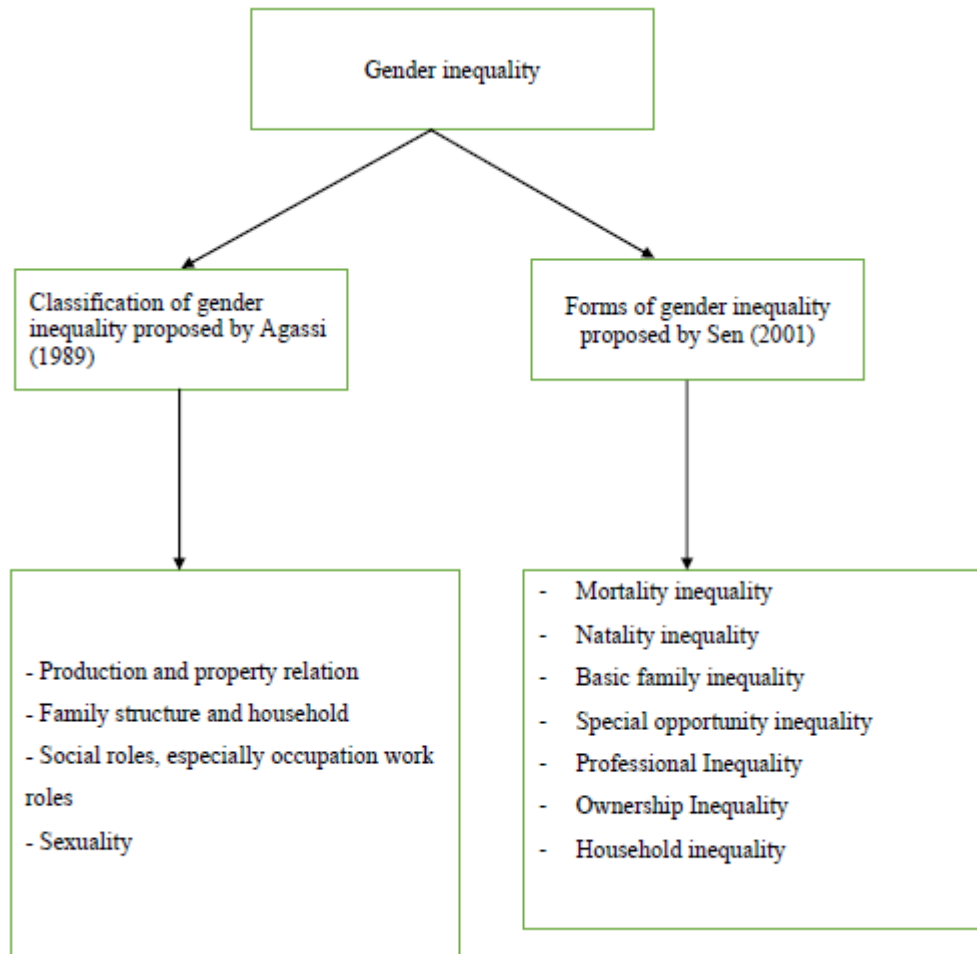 Gender inequality
Classification of gender
inequality proposed by Agassi
(1989)
Forms of gender inequality
proposed by Sen (2001)
- Production and property relation
- Family structure and household
- Social roles, especially occupation work
roles
- Sexuality
- Mortality inequality
- Natality inequality
- Basic family inequality
- Special opportunity inequality
- Professional Inequality
- Ownership Inequality
- Household inequality